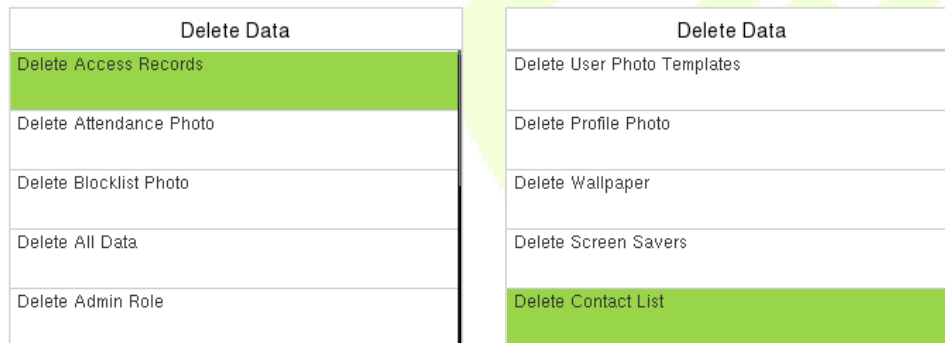 Delete Data
Delete Access Records
Delete Attendance Photo
Delete Blocklist Photo
Delete All Data
Delete Admin Role
Delete Data
Delete User Photo Templates
Delete Profile Photo
Delete Wallpaper
Delete Screen Savers
Delete Contact List